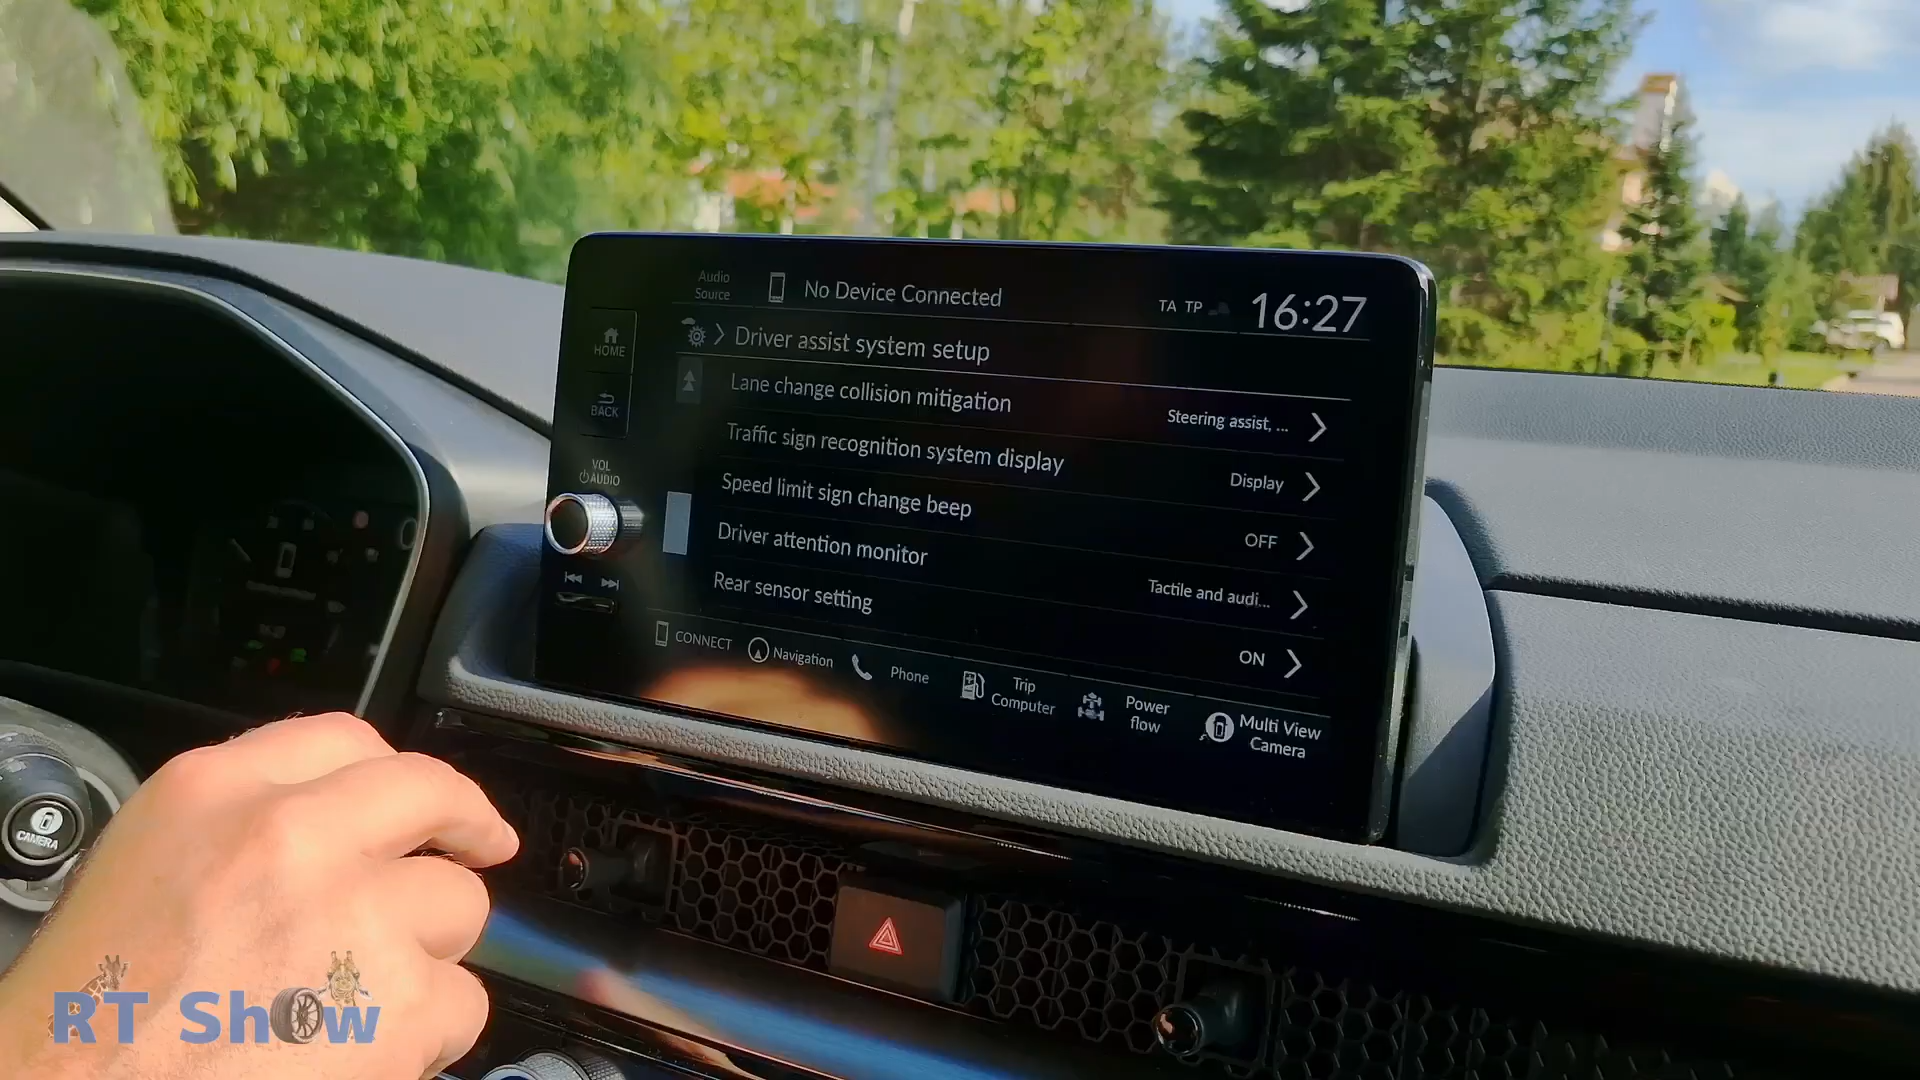 Audio
Source
No Device Connected
TA TP
16:27
HOME
Driver assist system setup
BACK
Lane change collision mitigation
Steering assist, ...
Traffic sign recognition system display
Display
VOL
AUDIO
Speed limit sign change beep
OFF
Driver attention monitor
Tactile and audi...
Rear sensor setting
ON
CONNECT
Navigation
Phone
Trip
Computer
Power
flow
Multi View
Camera
CAMERA
RT Show